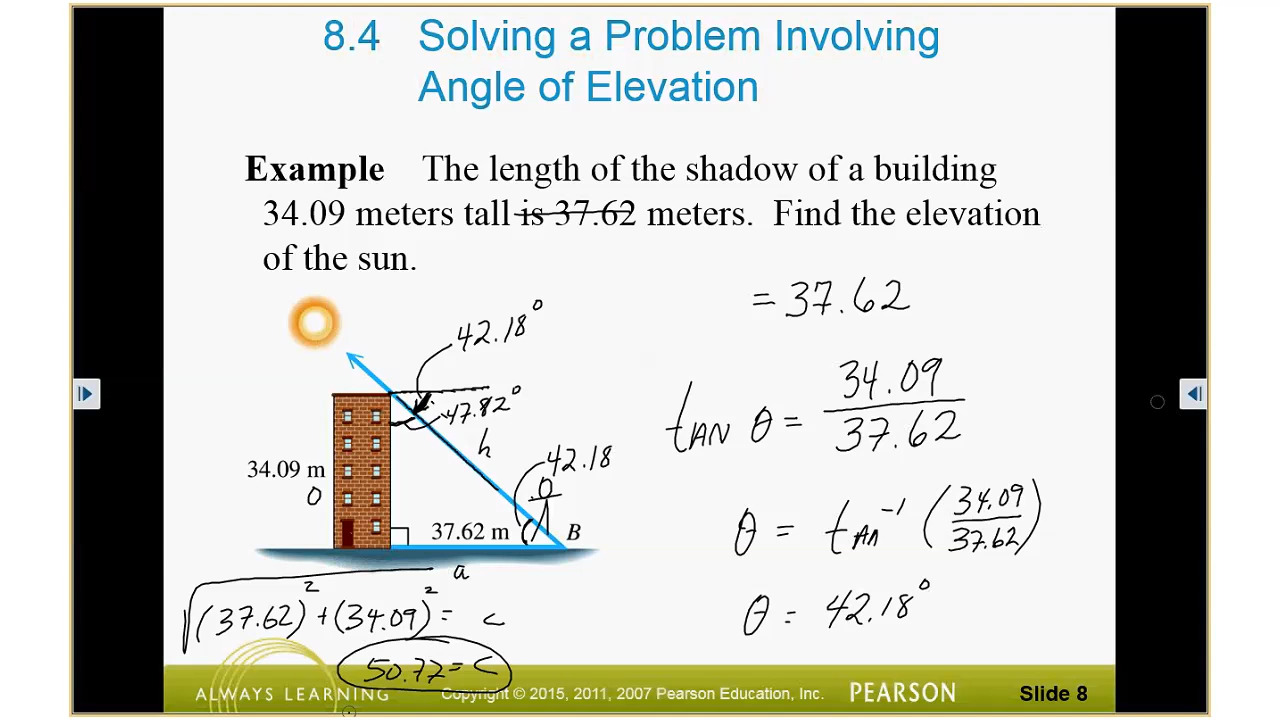 8.4 Solving a Problem Involving
Angle of Elevation
Example The length of the shadow of a building
34.09 meters tall is 37.62 meters. Find the elevation
of the sun.
= 37.62
42.18°
47.82°
h
42.18
34.09 m
O
37.62 m
B
a
tAN θ = 34.09 / 37.62
θ = tAN⁻¹ (34.09 / 37.62)
θ = 42.18°
√(37.62)² + (34.09)² = c
50.77 = c
ALWAYS LEARNING
Copyright © 2015, 2011, 2007 Pearson Education, Inc.
PEARSON
Slide 8